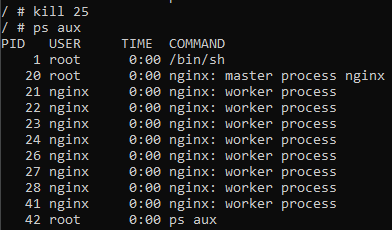 / # kill 25
/ # ps aux
PID   USER     TIME  COMMAND
    1 root      0:00 /bin/sh
   20 root      0:00 nginx: master process nginx
   21 nginx     0:00 nginx: worker process
   22 nginx     0:00 nginx: worker process
   23 nginx     0:00 nginx: worker process
   24 nginx     0:00 nginx: worker process
   26 nginx     0:00 nginx: worker process
   27 nginx     0:00 nginx: worker process
   28 nginx     0:00 nginx: worker process
   41 nginx     0:00 nginx: worker process
   42 root      0:00 ps aux